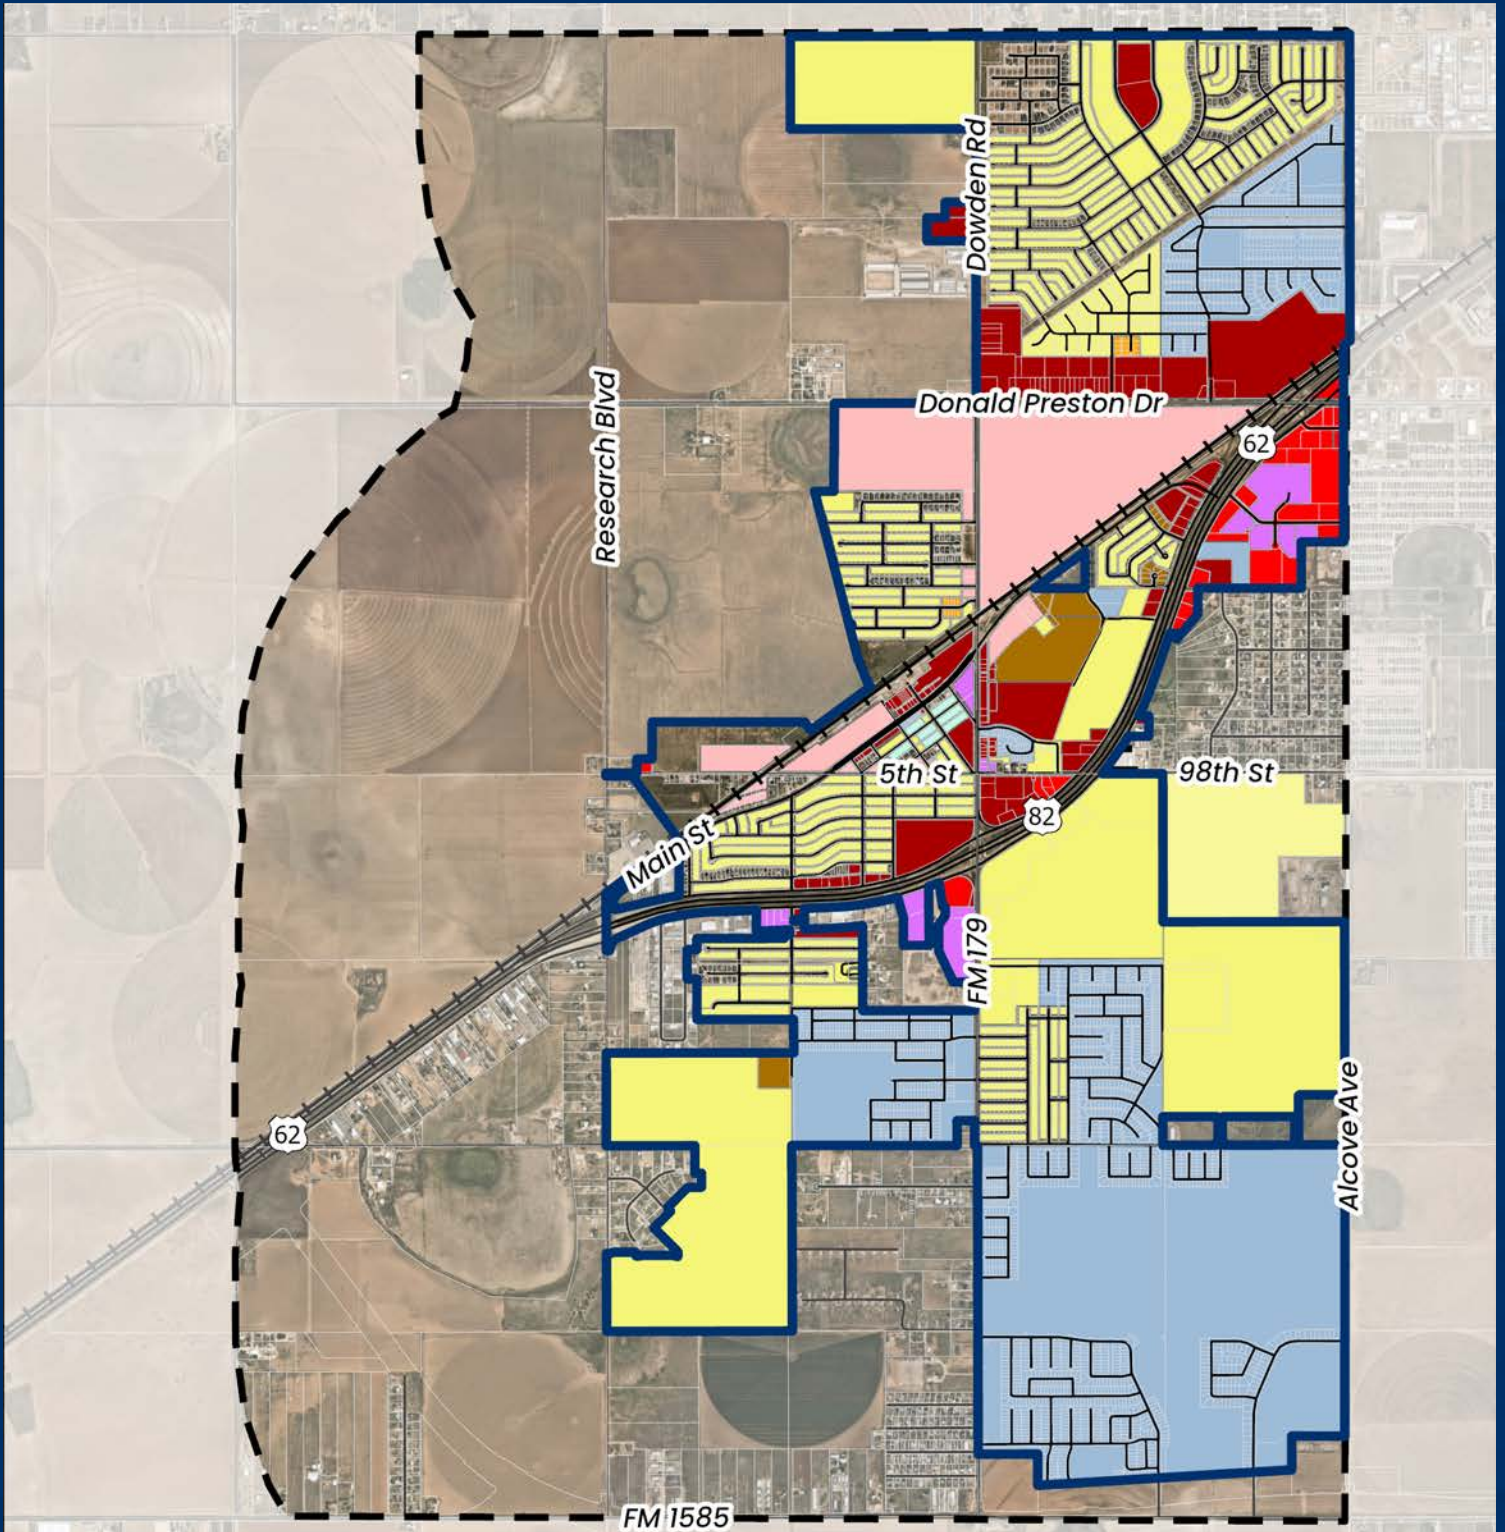 Dowden Rd
Research Blvd
Donald Preston Dr
62
5th St
98th St
82
Main St
FM 179
62
Alcove Ave
FM 1585